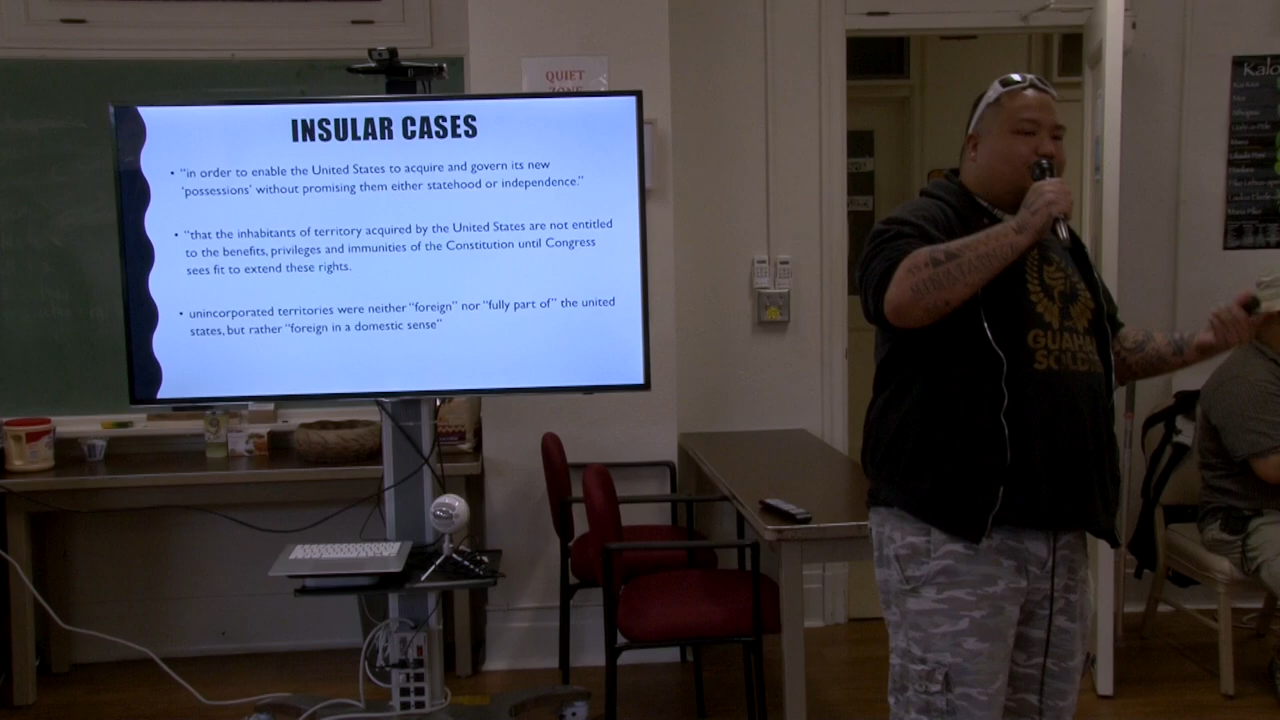 QUIET
ZONE
INSULAR CASES
• "in order to enable the United States to acquire and govern its new
'possessions' without promising them either statehood or independence."
• "that the inhabitants of territory acquired by the United States are not entitled
to the benefits, privileges and immunities of the Constitution until Congress
sees fit to extend these rights.
• unincorporated territories were neither "foreign" nor "fully part of" the united
states, but rather "foreign in a domestic sense"
GUAHAN
Kalo